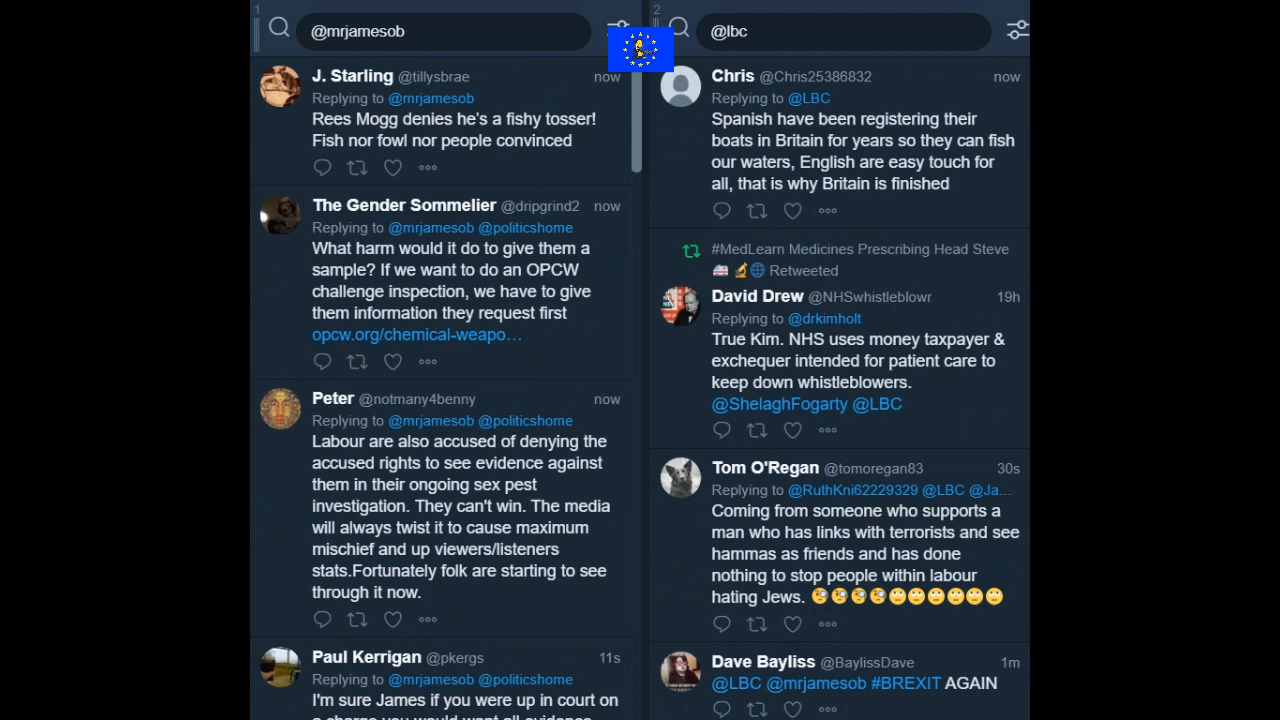 1
@mrjamesob
J. Starling @tillysbrae now
Replying to @mrjamesob
Rees Mogg denies he's a fishy tosser!
Fish nor fowl nor people convinced
The Gender Sommelier @dripgrind2 now
Replying to @mrjamesob @politicshome
What harm would it do to give them a
sample? If we want to do an OPCW
challenge inspection, we have to give
them information they request first
opcw.org/chemical-weapo…
Peter @notmany4benny now
Replying to @mrjamesob @politicshome
Labour are also accused of denying the
accused rights to see evidence against
them in their ongoing sex pest
investigation. They can't win. The media
will always twist it to cause maximum
mischief and up viewers/listeners
stats.Fortunately folk are starting to see
through it now.
Paul Kerrigan @pkergs 11s
Replying to @mrjamesob @politicshome
I'm sure James if you were up in court on
a charge you would want all evidence
2
@lbc
Chris @Chris25386832 now
Replying to @LBC
Spanish have been registering their
boats in Britain for years so they can fish
our waters, English are easy touch for
all, that is why Britain is finished
#MedLearn Medicines Prescribing Head Steve
🚑 🔬🌐 Retweeted
David Drew @NHSwhistleblowr 19h
Replying to @drkimholt
True Kim. NHS uses money taxpayer &
exchequer intended for patient care to
keep down whistleblowers.
@ShelaghFogarty @LBC
Tom O'Regan @tomoregan83 30s
Replying to @RuthKni62229329 @LBC @Ja…
Coming from someone who supports a
man who has links with terrorists and see
hammas as friends and has done
nothing to stop people within labour
hating Jews. 🧐🧐🧐🧐🙄🙄🙄🙄🙄🙄
Dave Bayliss @BaylissDave 1m
@LBC @mrjamesob #BREXIT AGAIN